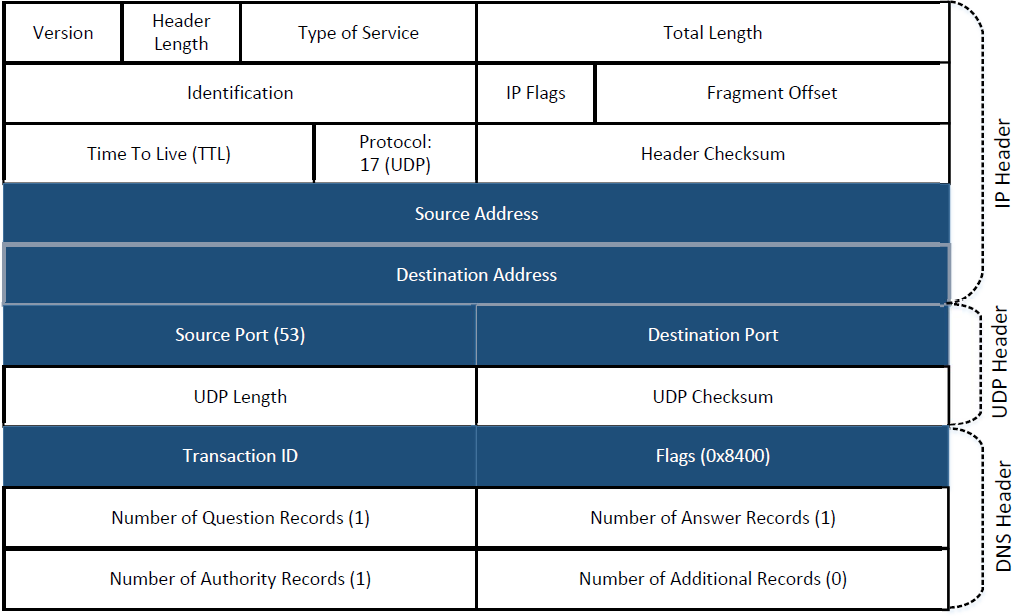 Version
Header
Length
Type of Service
Total Length
Identification
IP Flags
Fragment Offset
Time To Live (TTL)
Protocol:
17 (UDP)
Header Checksum
Source Address
Destination Address
IP Header
Source Port (53)
Destination Port
UDP Length
UDP Checksum
UDP Header
Transaction ID
Flags (0x8400)
Number of Question Records (1)
Number of Answer Records (1)
Number of Authority Records (1)
Number of Additional Records (0)
DNS Header